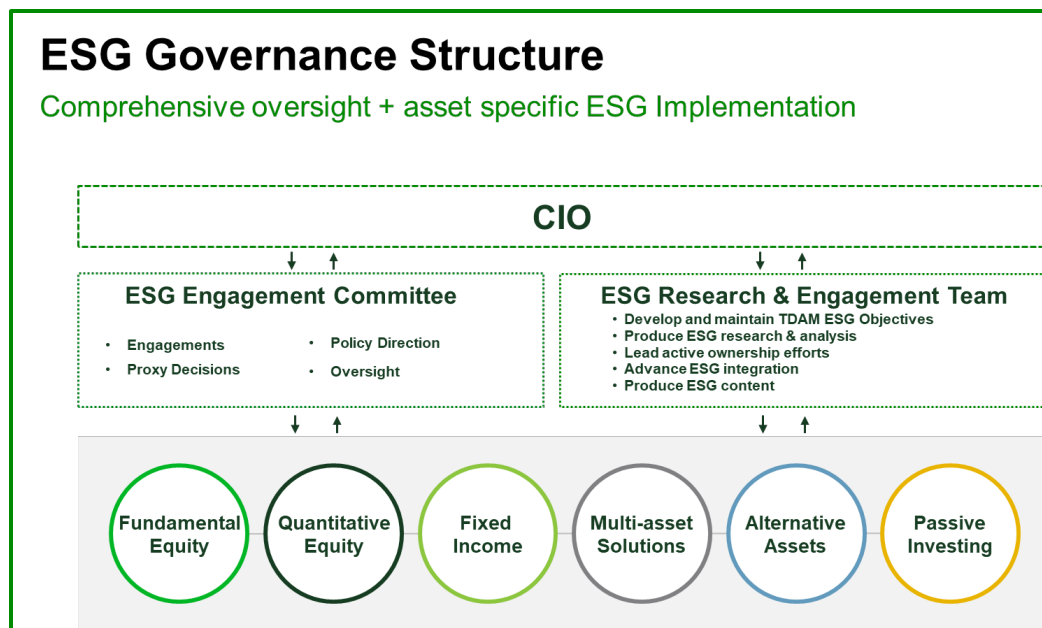 ESG Governance Structure
Comprehensive oversight + asset specific ESG Implementation
CIO
ESG Engagement Committee
• Engagements
• Proxy Decisions
• Policy Direction
• Oversight
ESG Research & Engagement Team
• Develop and maintain TDAM ESG Objectives
• Produce ESG research & analysis
• Lead active ownership efforts
• Advance ESG integration
• Produce ESG content
Fundamental
Equity
Quantitative
Equity
Fixed
Income
Multi-asset
Solutions
Alternative
Assets
Passive
Investing